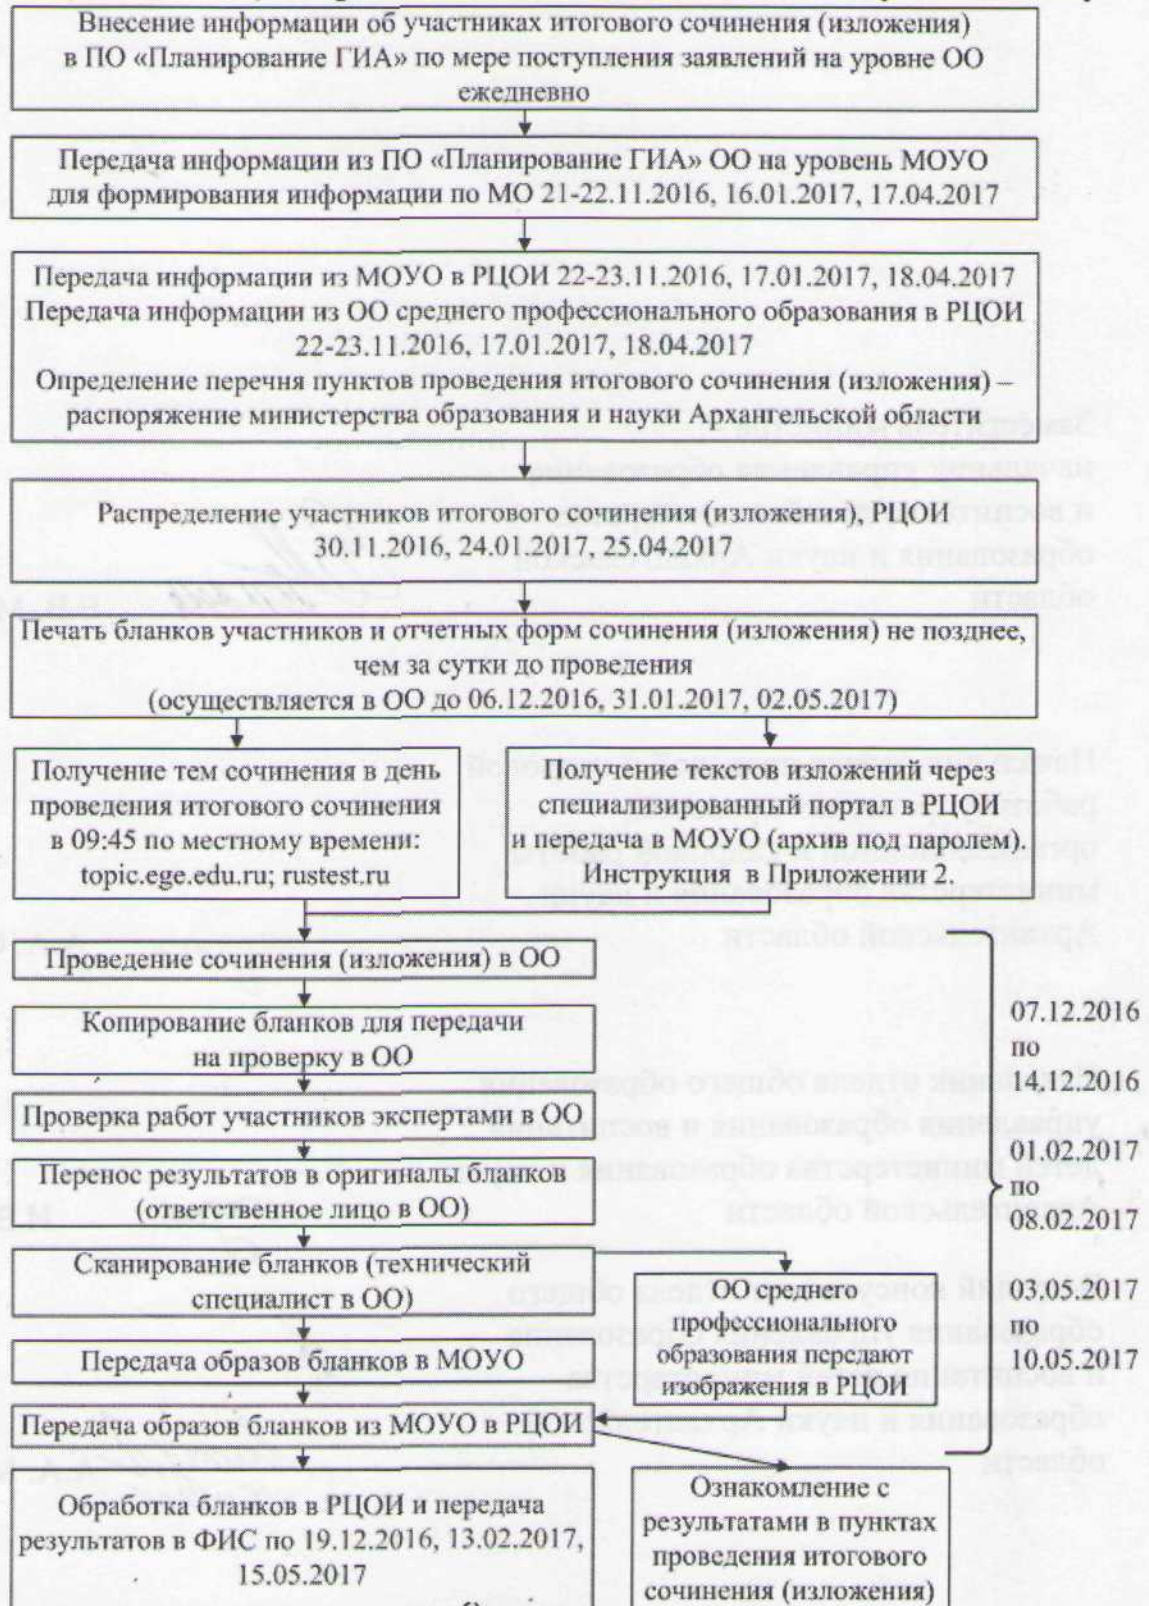 Внесение информации об участниках итогового сочинения (изложения)
в ПО «Планирование ГИА» по мере поступления заявлений на уровне ОО
ежедневно
Передача информации из ПО «Планирование ГИА» ОО на уровень МОУО
для формирования информации по МО 21-22.11.2016, 16.01.2017, 17.04.2017
Передача информации из МОУО в РЦОИ 22-23.11.2016, 17.01.2017, 18.04.2017
Передача информации из ОО среднего профессионального образования в РЦОИ
22-23.11.2016, 17.01.2017, 18.04.2017
Определение перечня пунктов проведения итогового сочинения (изложения) –
распоряжение министерства образования и науки Архангельской области
Распределение участников итогового сочинения (изложения), РЦОИ
30.11.2016, 24.01.2017, 25.04.2017
Печать бланков участников и отчетных форм сочинения (изложения) не позднее,
чем за сутки до проведения
(осуществляется в ОО до 06.12.2016, 31.01.2017, 02.05.2017)
Получение тем сочинения в день
проведения итогового сочинения
в 09:45 по местному времени:
topic.ege.edu.ru; rustest.ru
Получение текстов изложений через
специализированный портал в РЦОИ
и передача в МОУО (архив под паролем).
Инструкция в Приложении 2.
Проведение сочинения (изложения) в ОО
Копирование бланков для передачи
на проверку в ОО
Проверка работ участников экспертами в ОО
Перенос результатов в оригиналы бланков
(ответственное лицо в ОО)
Сканирование бланков (технический
специалист в ОО)
Передача образов бланков в МОУО
Передача образов бланков из МОУО в РЦОИ
Обработка бланков в РЦОИ и передача
результатов в ФИС по 19.12.2016, 13.02.2017,
15.05.2017
ОО среднего
профессионального
образования передают
изображения в РЦОИ
Ознакомление с
результатами в пунктах
проведения итогового
сочинения (изложения)
07.12.2016
по
14.12.2016
01.02.2017
по
08.02.2017
03.05.2017
по
10.05.2017